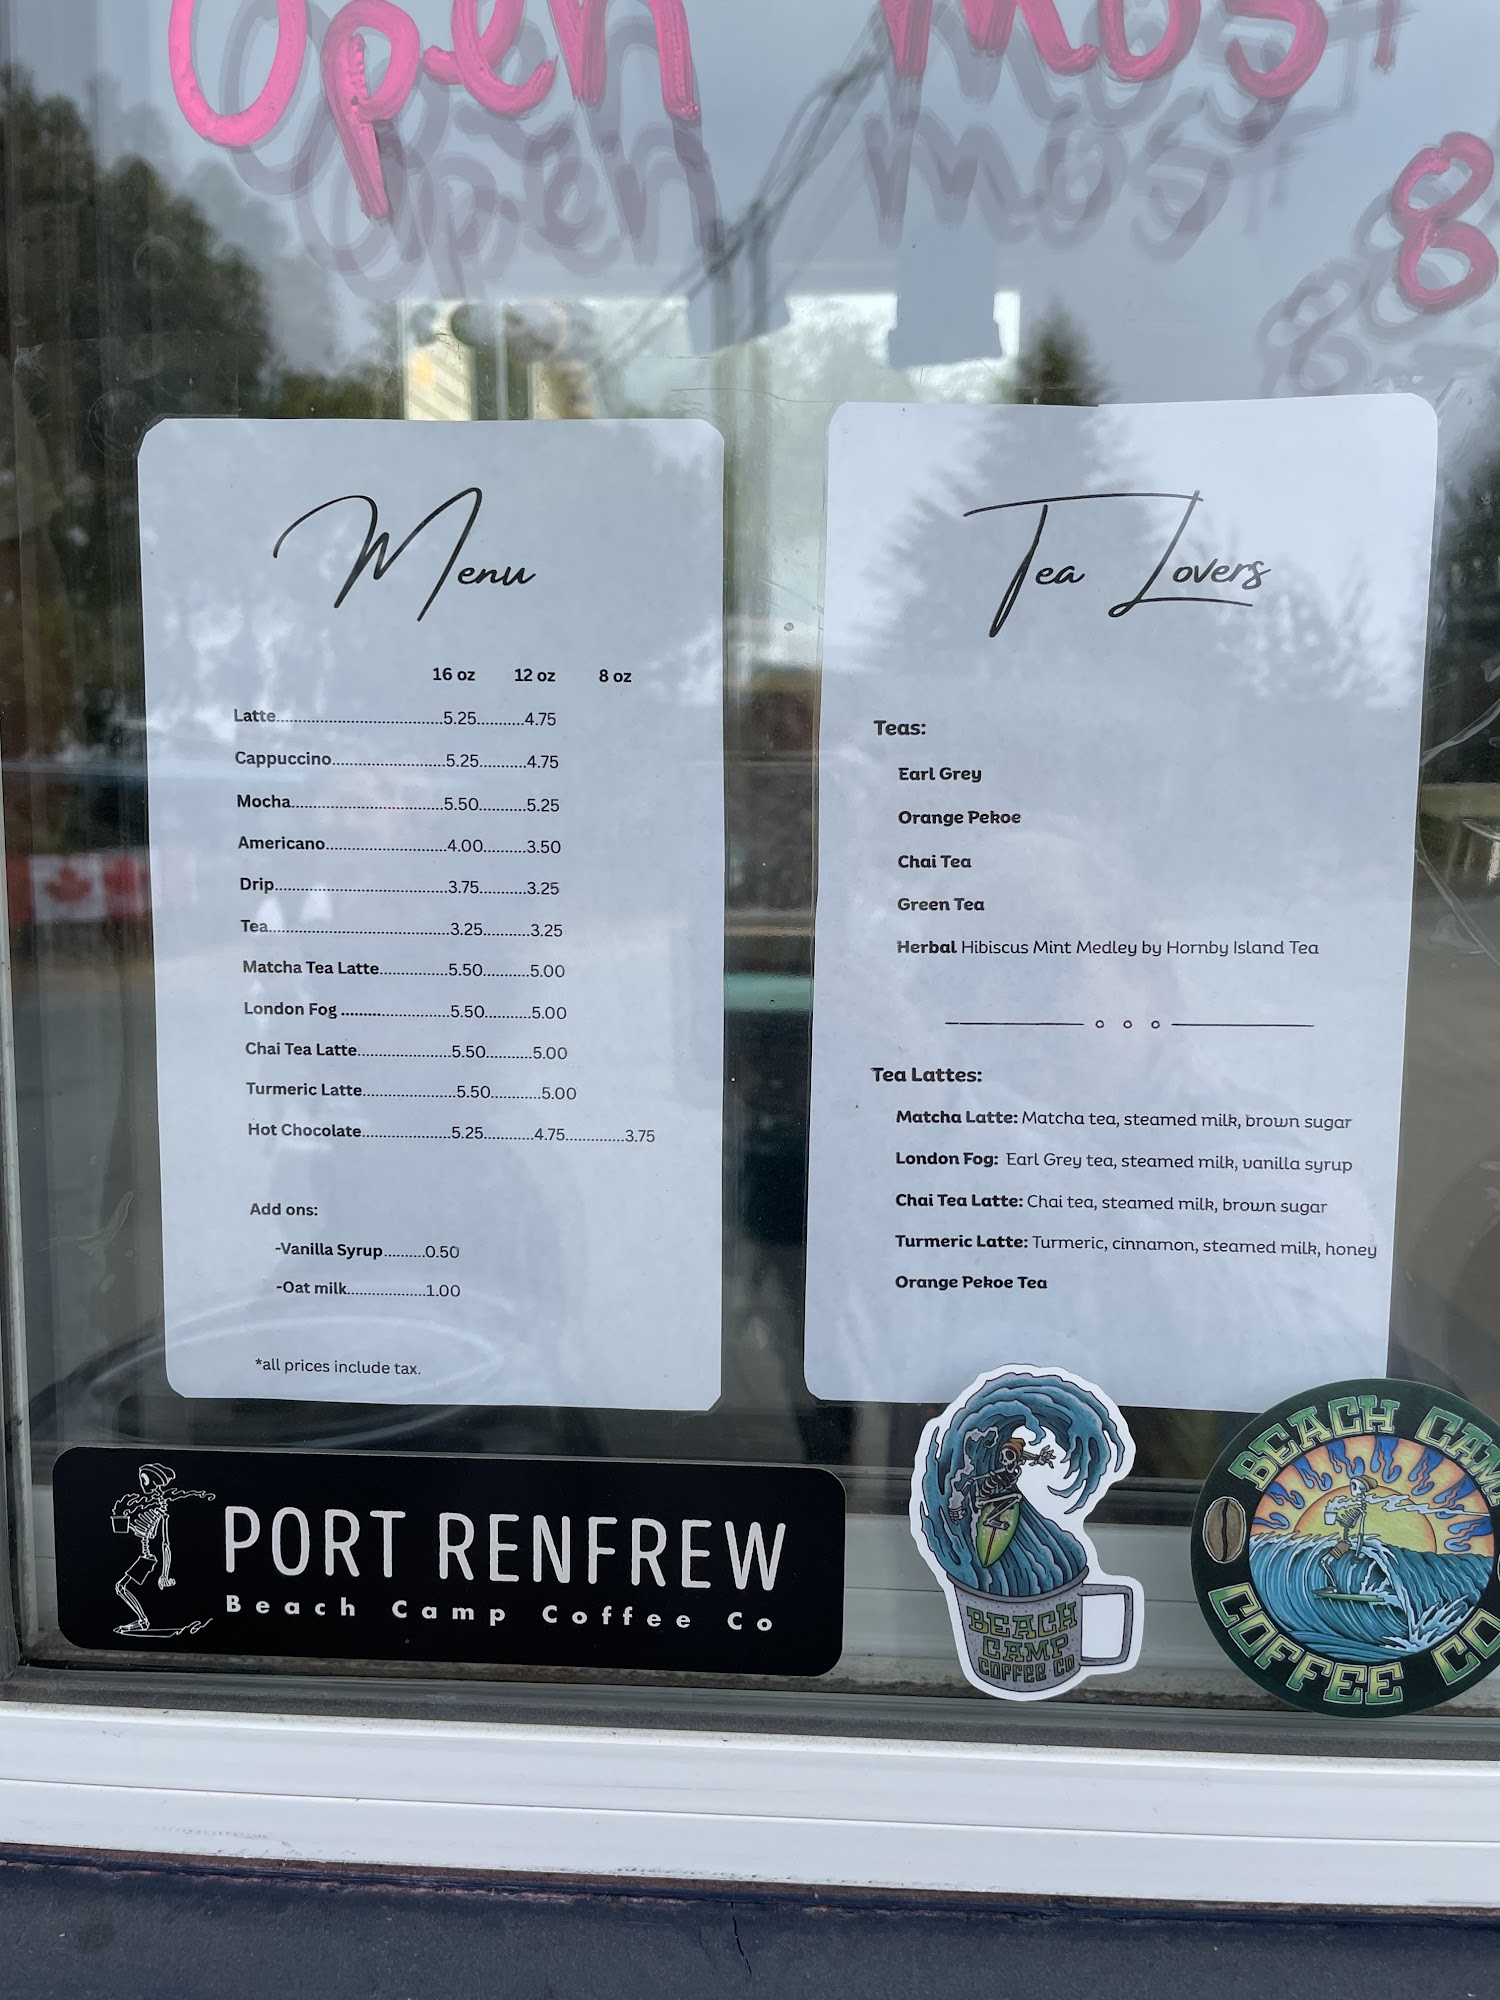 Open most
8
Menu
16 oz 12 oz 8 oz
Latte.....................................5.25..........4.75
Cappuccino.........................5.25..........4.75
Mocha..................................5.50..........5.25
Americano...........................4.00.........3.50
Drip.......................................3.75.........3.25
Tea........................................3.25..........3.25
Matcha Tea Latte...............5.50..........5.00
London Fog ........................5.50..........5.00
Chai Tea Latte.....................5.50..........5.00
Turmeric Latte.....................5.50...........5.00
Hot Chocolate....................5.25...........4.75.............3.75
Add ons:
-Vanilla Syrup.........0.50
-Oat milk..................1.00
*all prices include tax.
Tea Lovers
Teas:
Earl Grey
Orange Pekoe
Chai Tea
Green Tea
Herbal Hibiscus Mint Medley by Hornby Island Tea
Tea Lattes:
Matcha Latte: Matcha tea, steamed milk, brown sugar
London Fog: Earl Grey tea, steamed milk, vanilla syrup
Chai Tea Latte: Chai tea, steamed milk, brown sugar
Turmeric Latte: Turmeric, cinnamon, steamed milk, honey
Orange Pekoe Tea
PORT RENFREW
Beach Camp Coffee Co
BEACH
CAMP
COFFEE CO
BEACH CAMP
COFFEE CO